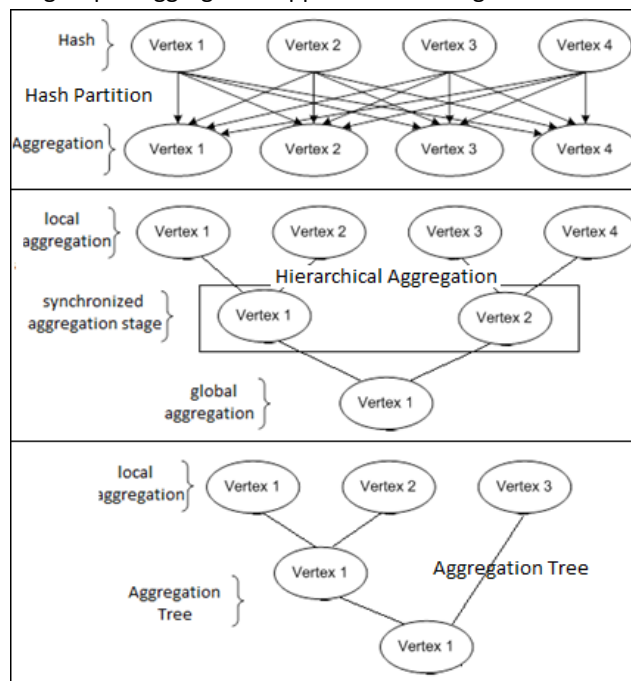 Hash
Vertex 1
Vertex 2
Vertex 3
Vertex 4
Hash Partition
Aggregation
Vertex 1
Vertex 2
Vertex 3
Vertex 4
local
aggregation
Vertex 1
Vertex 2
Vertex 3
Vertex 4
Hierarchical Aggregation
synchronized
aggregation stage
Vertex 1
Vertex 2
global
aggregation
Vertex 1
local
aggregation
Vertex 1
Vertex 2
Vertex 3
Vertex 1
Aggregation Tree
Aggregation
Tree
Vertex 1